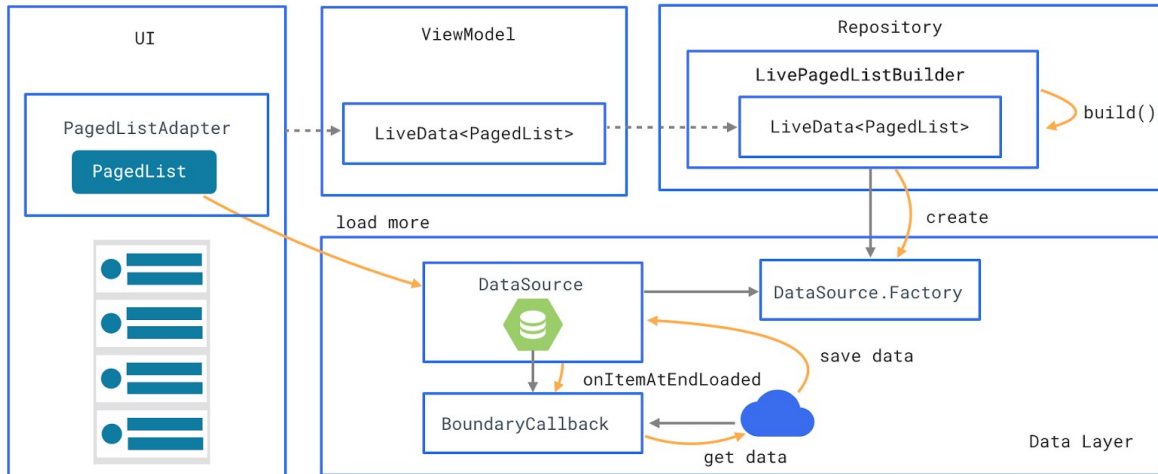 UI
ViewModel
Repository
LivePagedListBuilder
PagedListAdapter
PagedList
LiveData<PagedList>
LiveData<PagedList>
build()
load more
create
DataSource
DataSource.Factory
save data
onItemAtEndLoaded
BoundaryCallback
get data
Data Layer